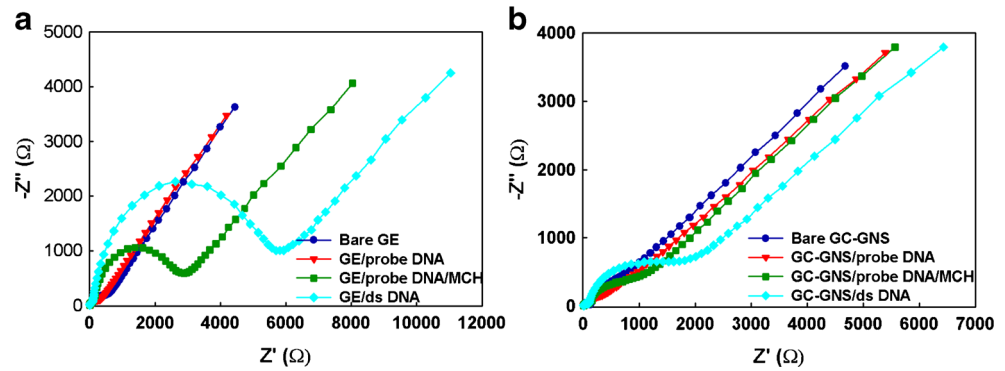 a
5000
4000
3000
2000
1000
0
-Z'' (Ω)
0 2000 4000 6000 8000 10000 12000
Z' (Ω)
Bare GE
GE/probe DNA
GE/probe DNA/MCH
GE/ds DNA
b
4000
3000
2000
1000
0
-Z'' (Ω)
0 1000 2000 3000 4000 5000 6000 7000
Z' (Ω)
Bare GC-GNS
GC-GNS/probe DNA
GC-GNS/probe DNA/MCH
GC-GNS/ds DNA